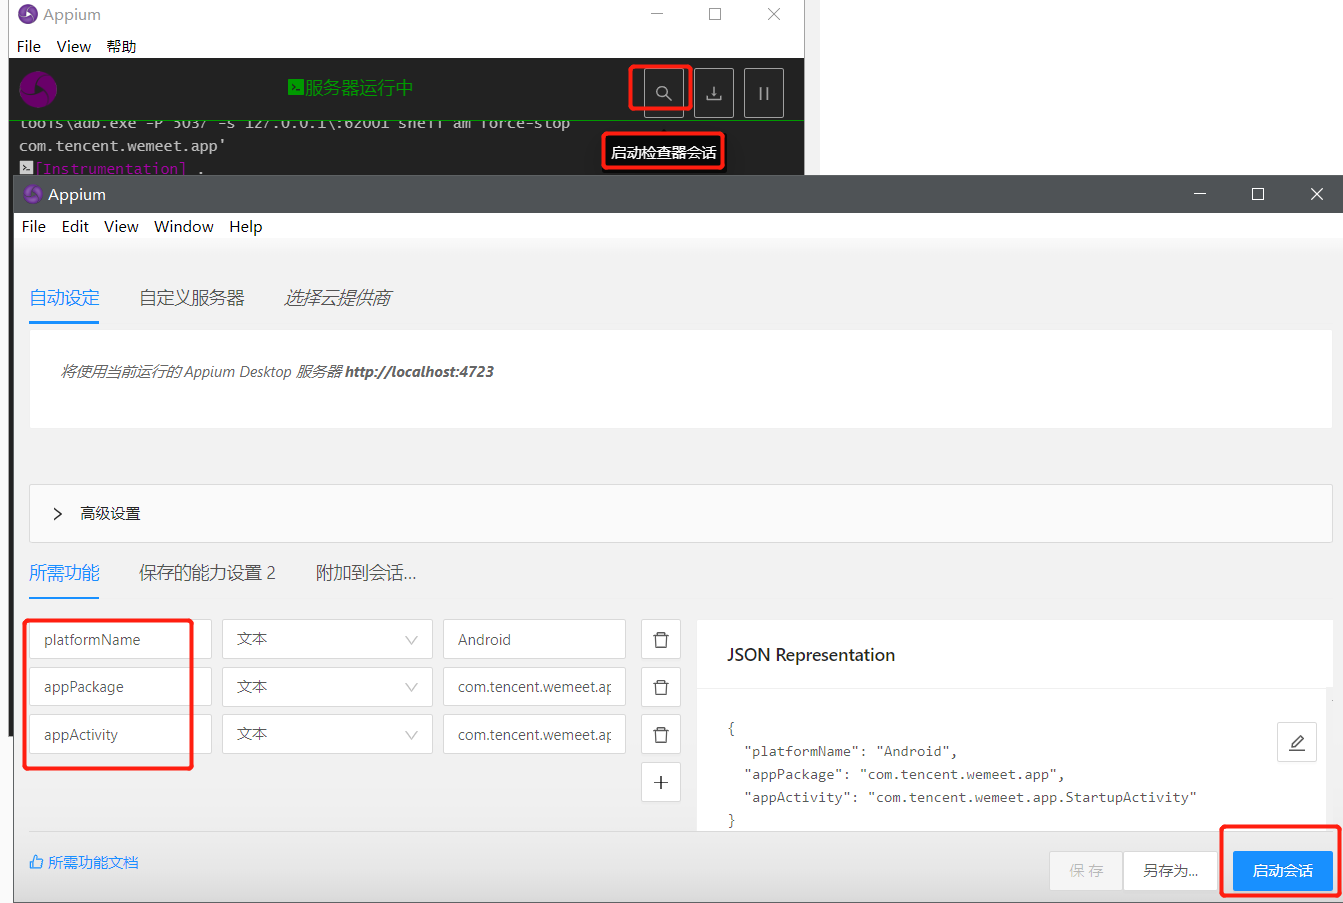 Appium
File View 帮助
服务器运行中
tools\adb.exe -P 5037 -s 127.0.0.1\:62001 shell am force-stop
com.tencent.wemeet.app'
启动检查器会话
[Instrumentation] .
Appium
File Edit View Window Help
自动设定 自定义服务器 选择云提供商
将使用当前运行的 Appium Desktop 服务器 http://localhost:4723
高级设置
所需功能 保存的能力设置 2 附加到会话...
platformName 文本 Android
appPackage 文本 com.tencent.wemeet.ap
appActivity 文本 com.tencent.wemeet.ap
JSON Representation
{
"platformName": "Android",
"appPackage": "com.tencent.wemeet.app",
"appActivity": "com.tencent.wemeet.app.StartupActivity"
}
所需功能文档
保 存 另存为... 启动会话